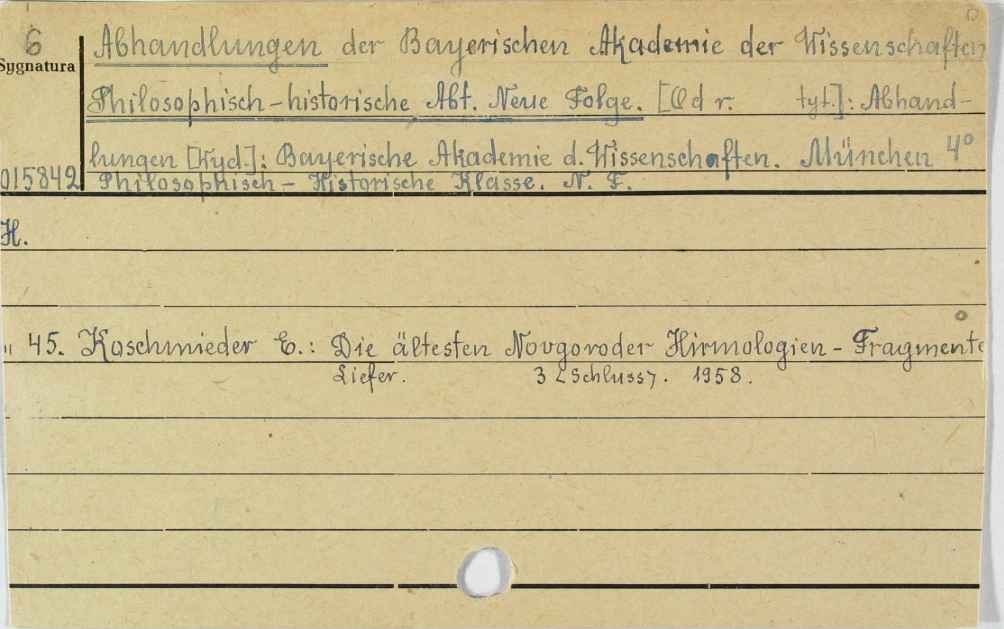 6
Abhandlungen der Bayerischen Akademie der Wissenschaften
Sygnatura
Philosophisch-historische Abt. Neue Folge. [Od r. tyt.]: Abhand-
lungen [Wyd.]: Bayerische Akademie d. Wissenschaften. München 4°
015842 Philosophisch - Historische Klasse. N. F.
H.
" 45. Koschmieder E.: Die ältesten Novgoroder Hirmologien - Fragmente
Liefer. 3 <Schluss>. 1958.